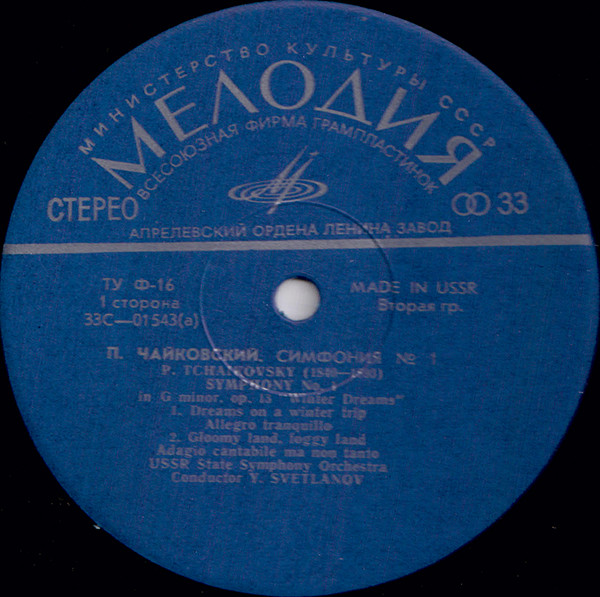 МИНИСТЕРСТВО КУЛЬТУРЫ СССР
МЕЛОДИЯ
ВСЕСОЮЗНАЯ ФИРМА ГРАМПЛАСТИНОК
СТЕРЕО
33
АПРЕЛЕВСКИЙ ОРДЕНА ЛЕНИНА ЗАВОД
ТУ Ф-16
MADE IN USSR
1 сторона
Вторая гр.
33С—01543(а)
П. ЧАЙКОВСКИЙ. СИМФОНИЯ № 1
P. TCHAIKOVSKY (1840—1893)
SYMPHONY No. 1
in G minor, op. 13 "Winter Dreams"
1. Dreams on a winter trip
Allegro tranquillo
2. Gloomy land, foggy land
Adagio cantabile ma non tanto
USSR State Symphony Orchestra
Conductor Y. SVETLANOV